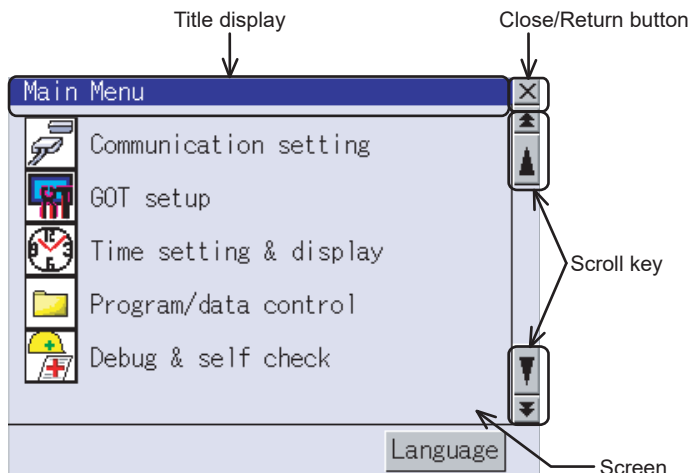 Title display
Close/Return button
Main Menu
Communication setting
GOT setup
Time setting & display
Scroll key
Program/data control
Debug & self check
Language
Screen